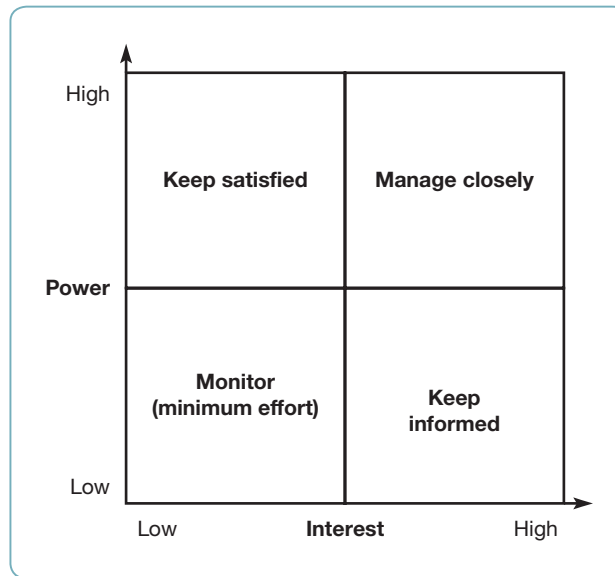 High
Keep satisfied
Manage closely
Power
Monitor
(minimum effort)
Keep
informed
Low
Low
Interest
High